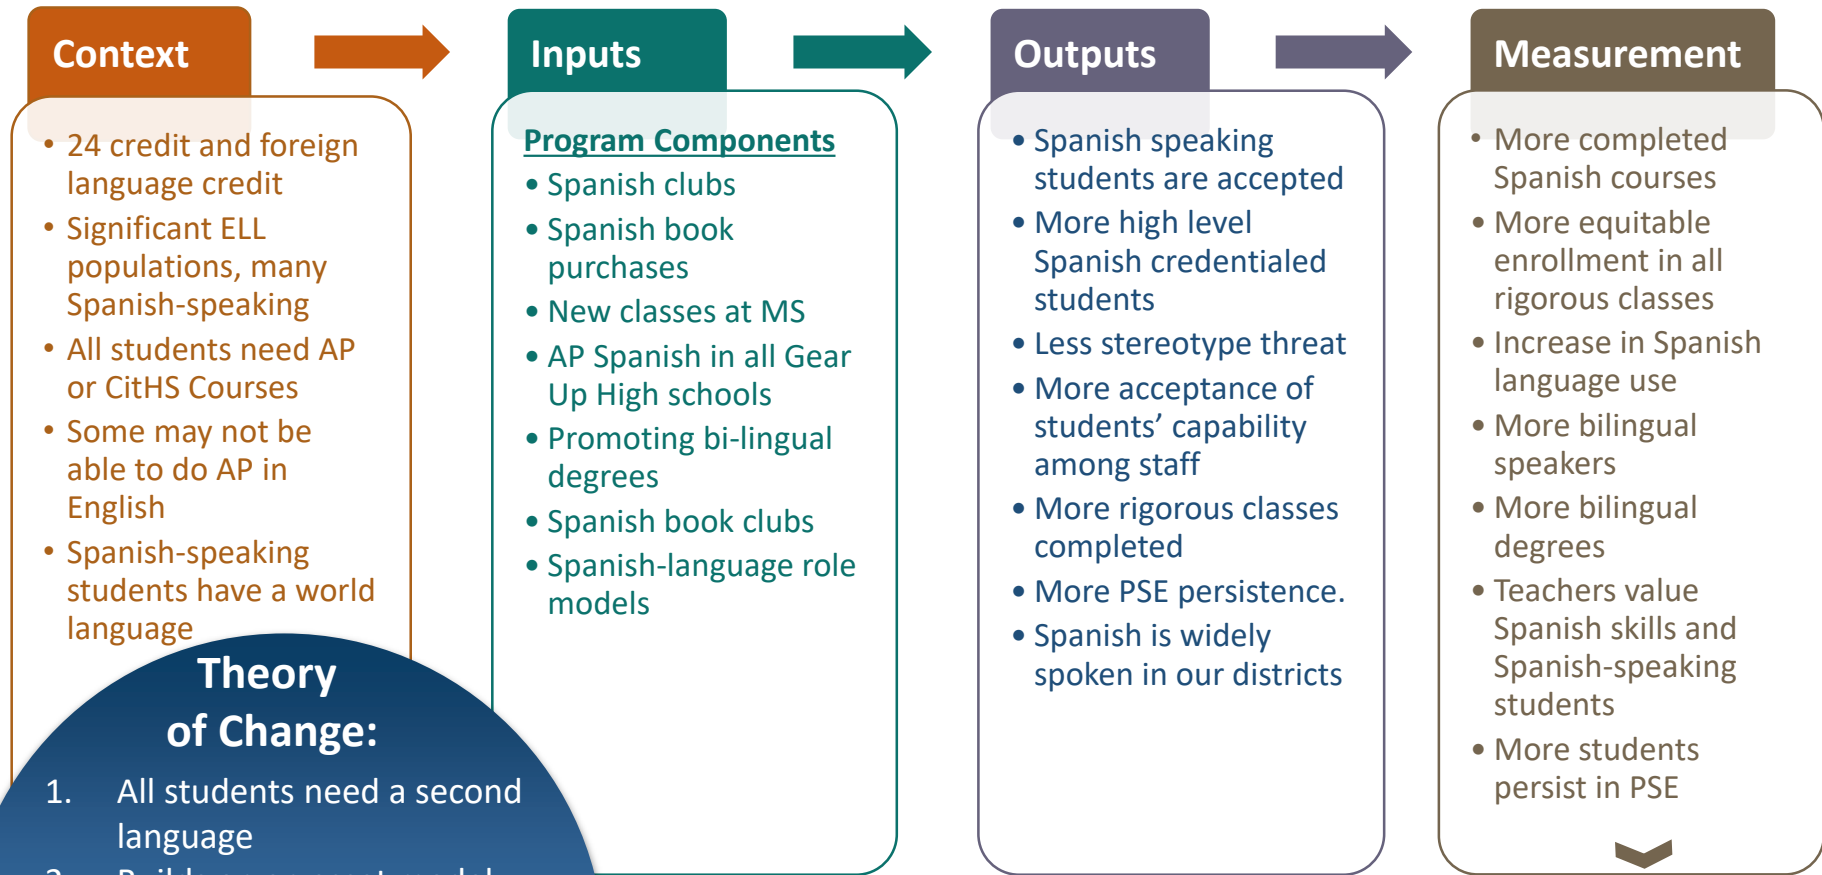 Context
• 24 credit and foreign
language credit
• Significant ELL
populations, many
Spanish-speaking
• All students need AP
or CitHS Courses
• Some may not be
able to do AP in
English
• Spanish-speaking
students have a world
language
Theory
of Change:
1. All students need a second
language
Inputs
Program Components
• Spanish clubs
• Spanish book
purchases
• New classes at MS
• AP Spanish in all Gear
Up High schools
• Promoting bi-lingual
degrees
• Spanish book clubs
• Spanish-language role
models
Outputs
• Spanish speaking
students are accepted
• More high level
Spanish credentialed
students
• Less stereotype threat
• More acceptance of
students’ capability
among staff
• More rigorous classes
completed
• More PSE persistence.
• Spanish is widely
spoken in our districts
Measurement
• More completed
Spanish courses
• More equitable
enrollment in all
rigorous classes
• Increase in Spanish
language use
• More bilingual
speakers
• More bilingual
degrees
• Teachers value
Spanish skills and
Spanish-speaking
students
• More students
persist in PSE